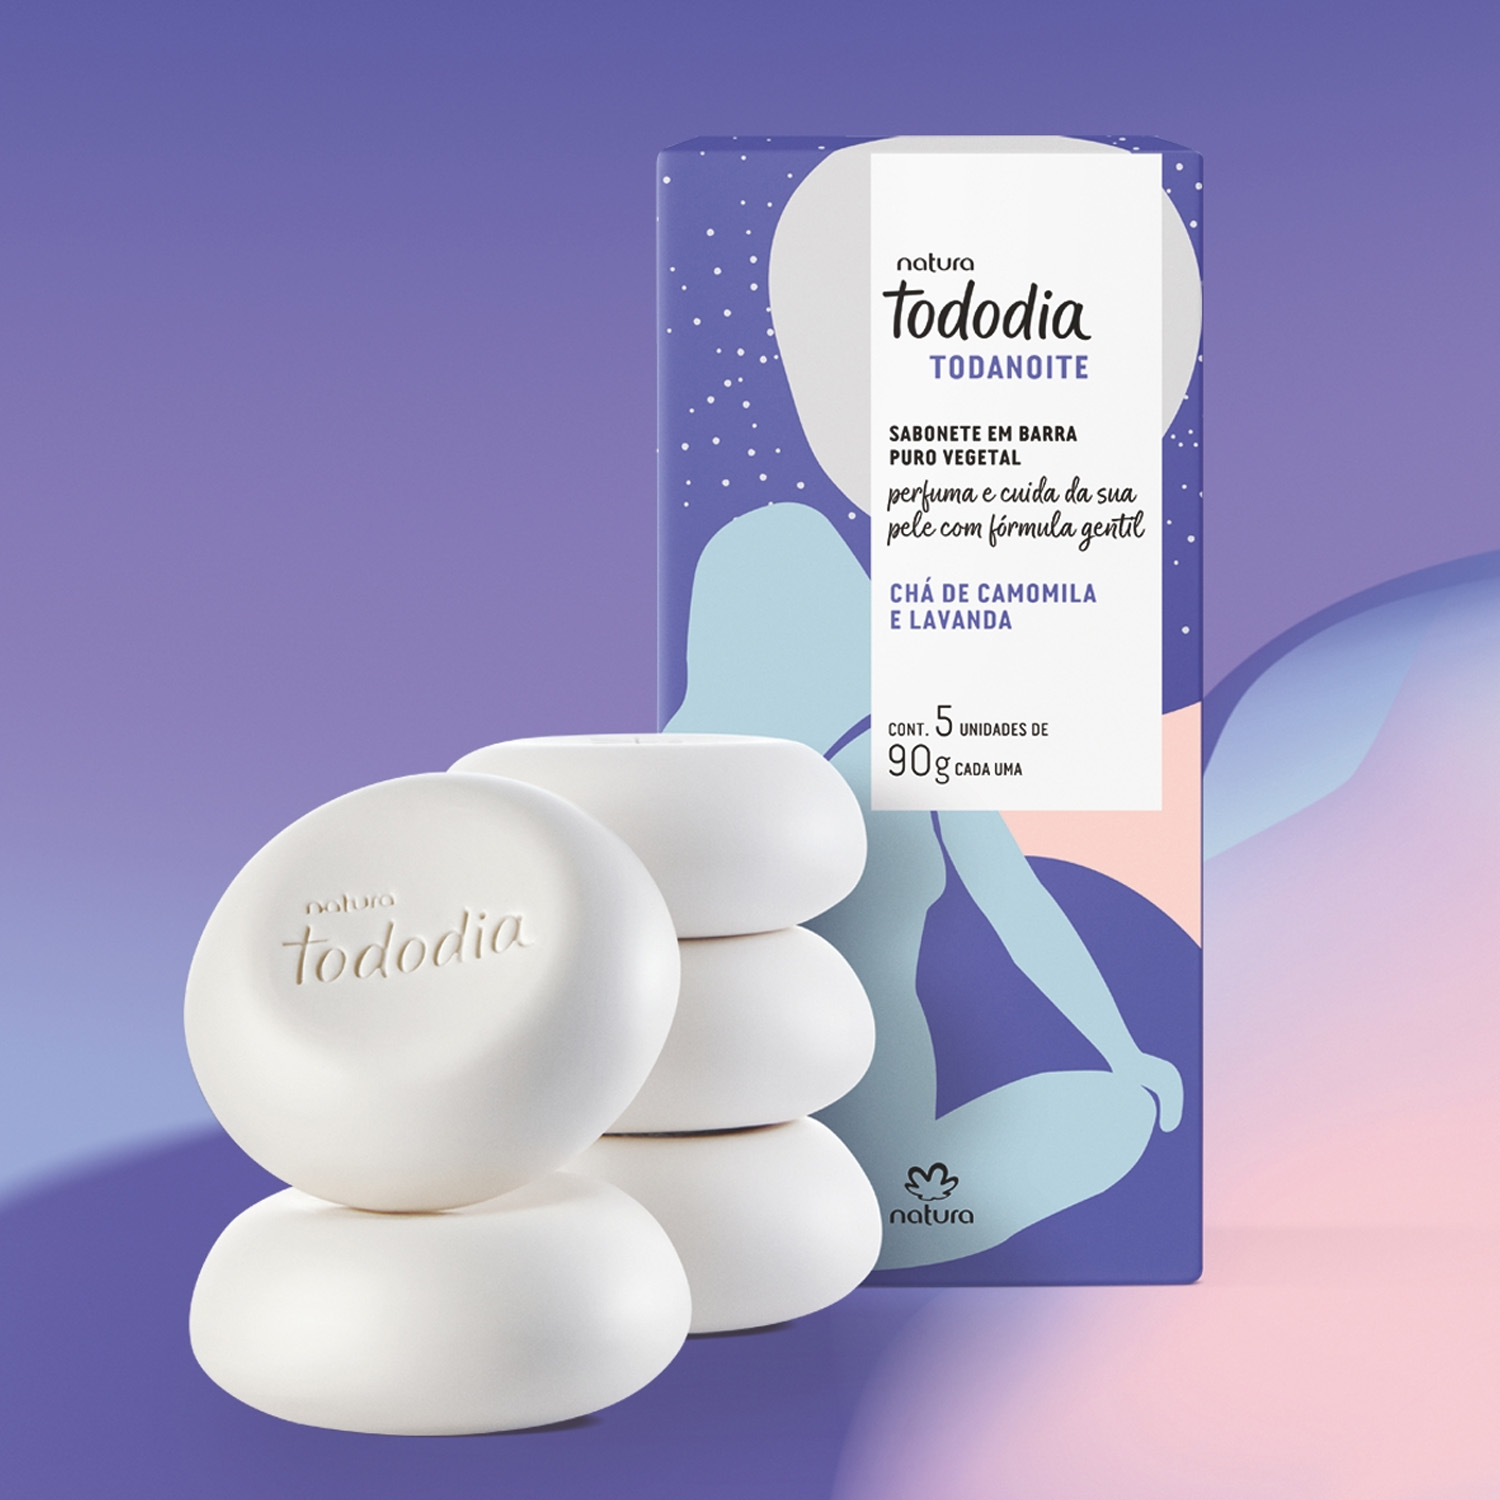 natura
tododia
TODANOITE
SABONETE EM BARRA
PURO VEGETAL
perfuma e cuida da sua
pele com fórmula gentil
CHÁ DE CAMOMILA
E LAVANDA
CONT. 5 UNIDADES DE
90g CADA UMA
natura
natura
tododia